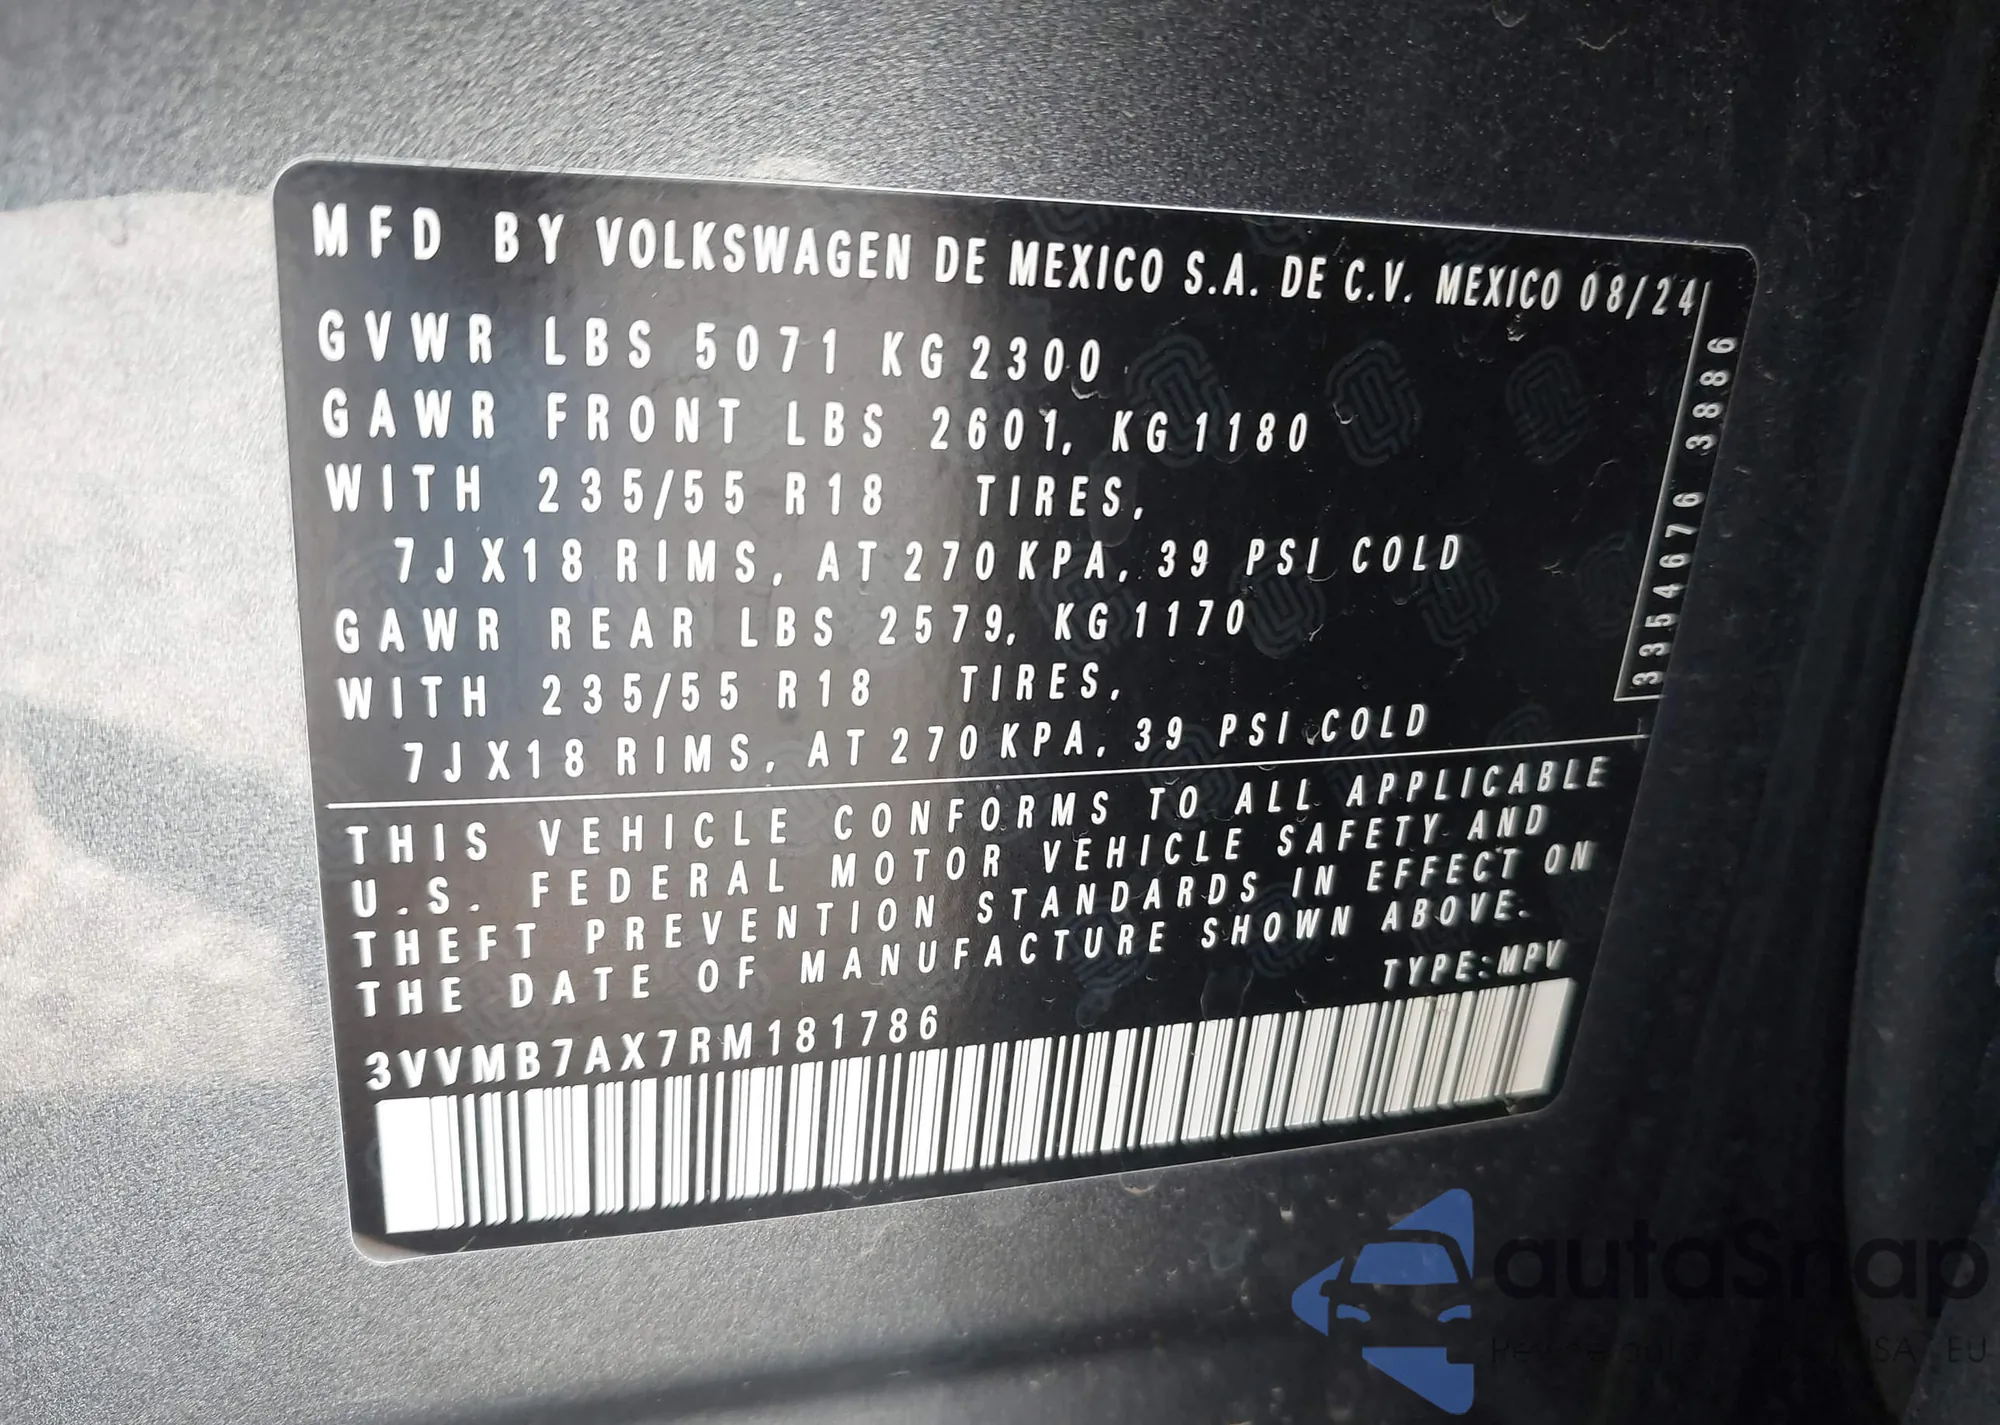 MFD BY VOLKSWAGEN DE MEXICO S.A. DE C.V. MEXICO 08/24
GVWR LBS 5071 KG 2300
GAWR FRONT LBS 2601, KG 1180
WITH 235/55 R18 TIRES,
7JX18 RIMS, AT 270 KPA, 39 PSI COLD
GAWR REAR LBS 2579, KG 1170
WITH 235/55 R18 TIRES,
7JX18 RIMS, AT 270 KPA, 39 PSI COLD
3354676 3886
THIS VEHICLE CONFORMS TO ALL APPLICABLE
U.S. FEDERAL MOTOR VEHICLE SAFETY AND
THEFT PREVENTION STANDARDS IN EFFECT ON
THE DATE OF MANUFACTURE SHOWN ABOVE.
TYPE:MPV
3VVMB7AX7RM181786
autoSnap
EU